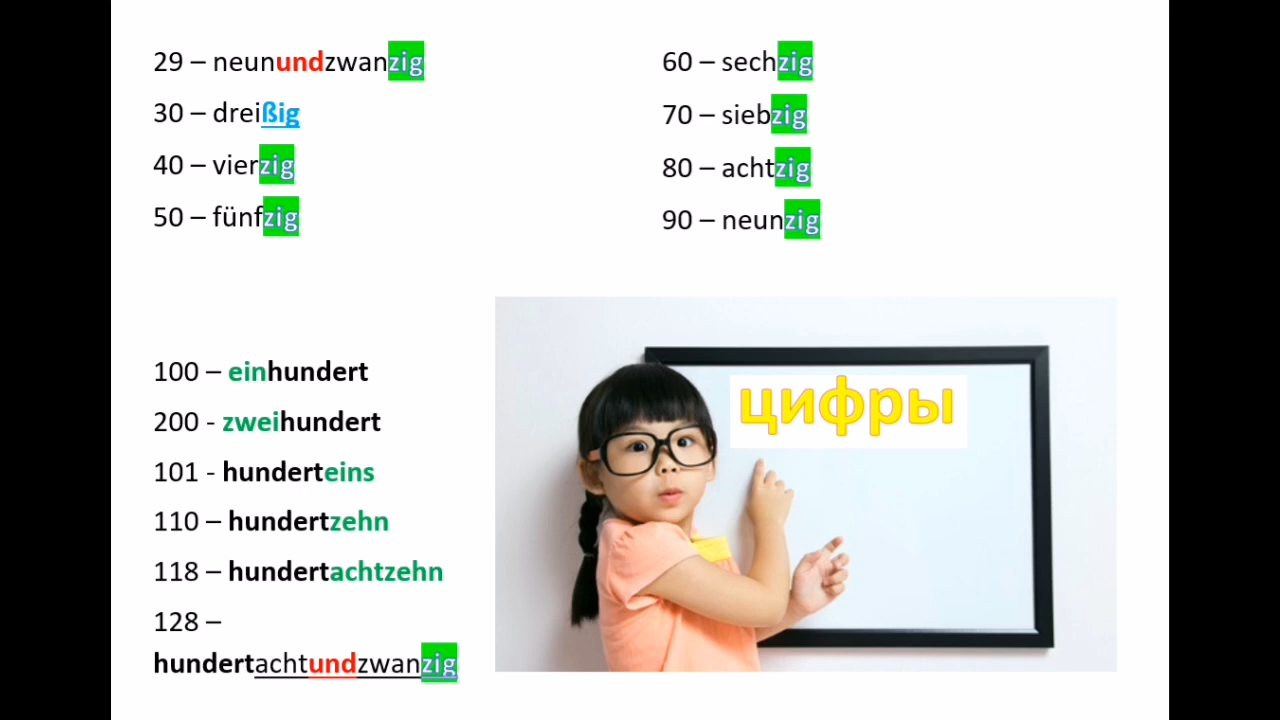 29 – neunundzwanzig
30 – dreißig
40 – vierzig
50 – fünfzig
60 – sechzig
70 – siebzig
80 – achtzig
90 – neunzig
100 – einhundert
200 - zweihundert
101 - hunderteins
110 – hundertzehn
118 – hundertachtzehn
128 –
hundertachtundzwanzig
цифры